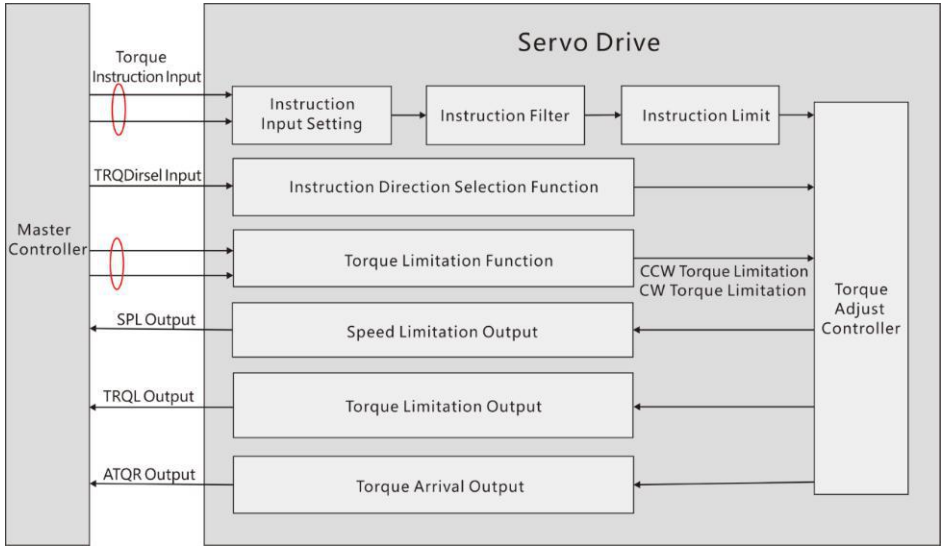 Servo Drive
Torque
Instruction Input
Instruction
Input Setting
Instruction Filter
Instruction Limit
TRQDirsel Input
Instruction Direction Selection Function
Master
Controller
Torque Limitation Function
CCW Torque Limitation
CW Torque Limitation
Torque
Adjust
Controller
SPL Output
Speed Limitation Output
TRQL Output
Torque Limitation Output
ATQR Output
Torque Arrival Output